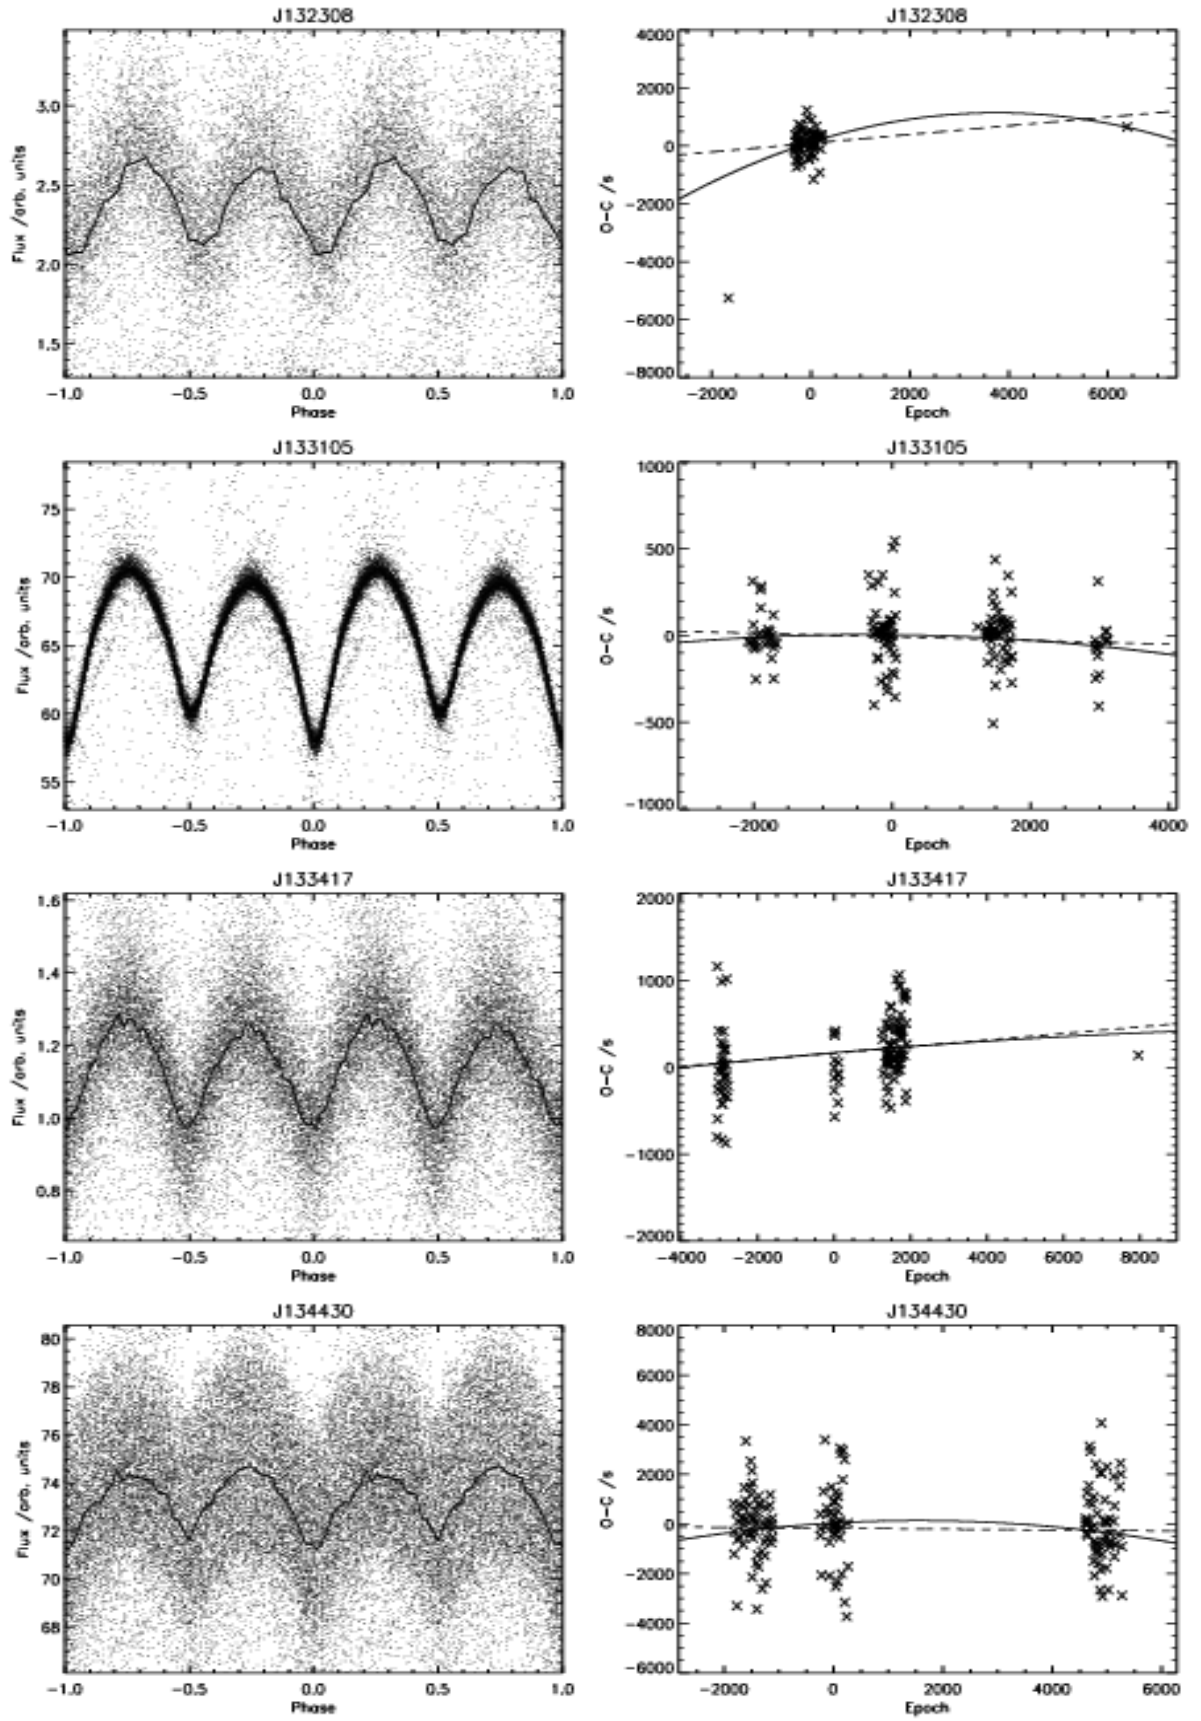 J132308
Flux /arb. units
3.0
2.5
2.0
1.5
-1.0 -0.5 0.0 0.5 1.0
Phase
J132308
O-C /s
4000
2000
0
-2000
-4000
-6000
-8000
-2000 0 2000 4000 6000
Epoch
J133105
Flux /arb. units
75
70
65
60
55
-1.0 -0.5 0.0 0.5 1.0
Phase
J133105
O-C /s
1000
500
0
-500
-1000
-2000 0 2000 4000
Epoch
J133417
Flux /arb. units
1.6
1.4
1.2
1.0
0.8
-1.0 -0.5 0.0 0.5 1.0
Phase
J133417
O-C /s
2000
1000
0
-1000
-2000
-4000 -2000 0 2000 4000 6000 8000
Epoch
J134430
Flux /arb. units
80
78
76
74
72
70
68
-1.0 -0.5 0.0 0.5 1.0
Phase
J134430
O-C /s
8000
6000
4000
2000
0
-2000
-4000
-6000
-2000 0 2000 4000 6000
Epoch